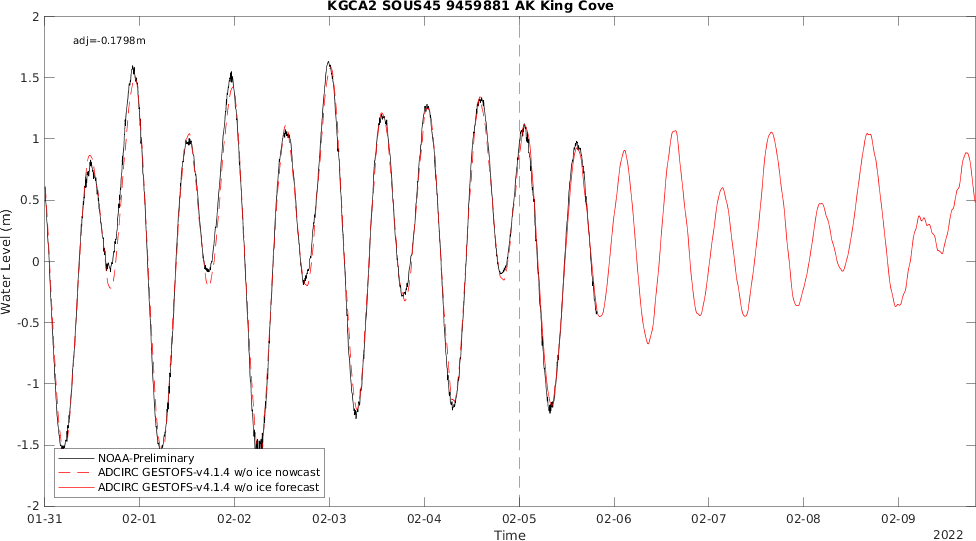 KGCA2 SOUS45 9459881 AK King Cove
adj=-0.1798m
Water Level (m)
2
1.5
1
0.5
0
-0.5
-1
-1.5
-2
NOAA-Preliminary
ADCIRC GESTOFS-v4.1.4 w/o ice nowcast
ADCIRC GESTOFS-v4.1.4 w/o ice forecast
01-31 02-01 02-02 02-03 02-04 02-05 02-06 02-07 02-08 02-09
Time
2022